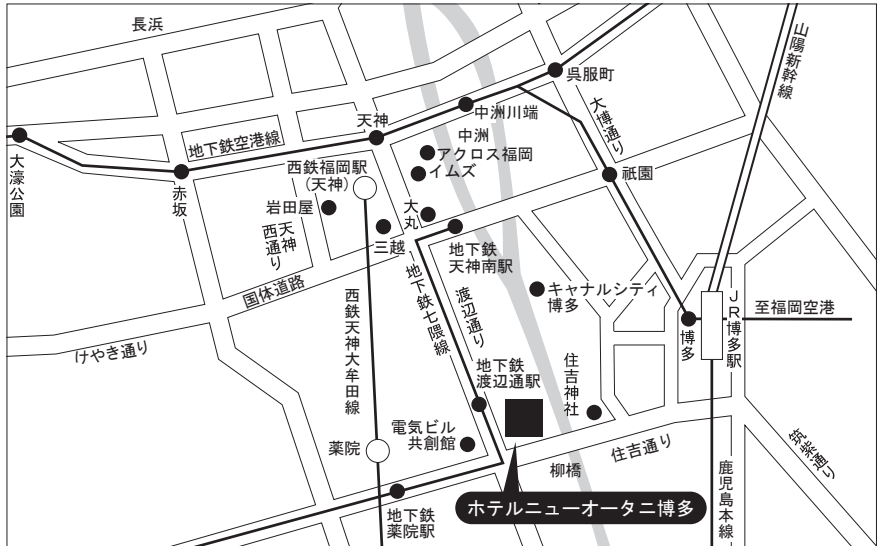 長浜
山陽新幹線
呉服町
大博通り
中洲川端
天神
中洲
地下鉄空港線
アクロス福岡
イムズ
大濠公園
赤坂
西鉄福岡駅
（天神）
祇園
岩田屋
大丸
天神
西通り
三越
地下鉄
天神南駅
国体道路
地下鉄七隈線
渡辺通り
キャナルシティ
博多
西鉄天神大牟田線
至福岡空港
博多
JR博多駅
けやき通り
地下鉄
渡辺通駅
住吉神社
電気ビル
共創館
住吉通り
筑紫通り
薬院
柳橋
鹿児島本線
ホテルニューオータニ博多
地下鉄
薬院駅